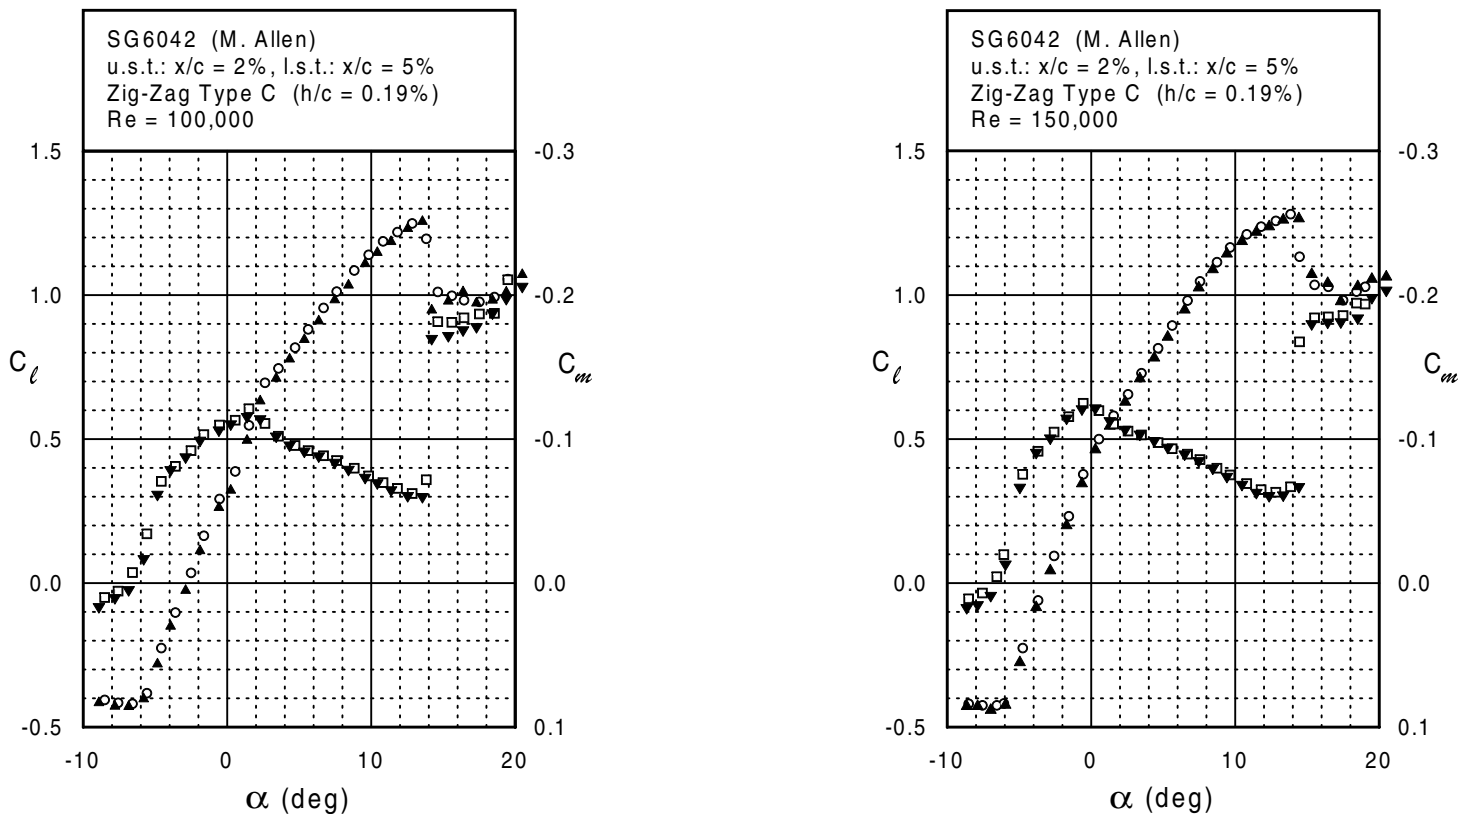 SG6042 (M. Allen)
u.s.t.: x/c = 2%, l.s.t.: x/c = 5%
Zig-Zag Type C (h/c = 0.19%)
Re = 100,000
1.5
1.0
0.5
0.0
-0.5
C_ℓ
-0.3
-0.2
-0.1
0.0
0.1
C_m
-10 0 10 20
α (deg)
SG6042 (M. Allen)
u.s.t.: x/c = 2%, l.s.t.: x/c = 5%
Zig-Zag Type C (h/c = 0.19%)
Re = 150,000
1.5
1.0
0.5
0.0
-0.5
C_ℓ
-0.3
-0.2
-0.1
0.0
0.1
C_m
-10 0 10 20
α (deg)